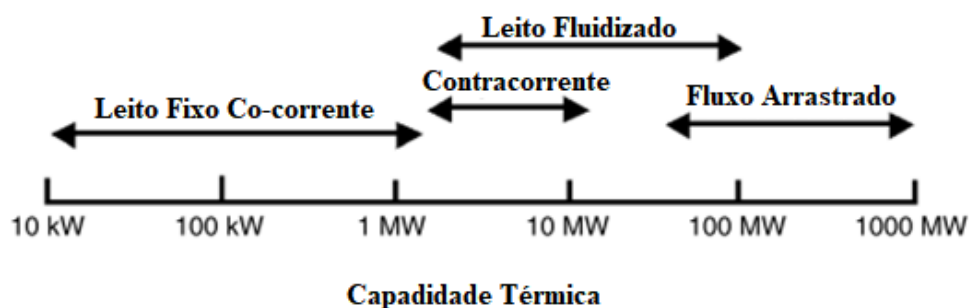 Leito Fluidizado
Contracorrente
Leito Fixo Co-corrente
Fluxo Arrastrado
10 kW 100 kW 1 MW 10 MW 100 MW 1000 MW
Capadidade Térmica